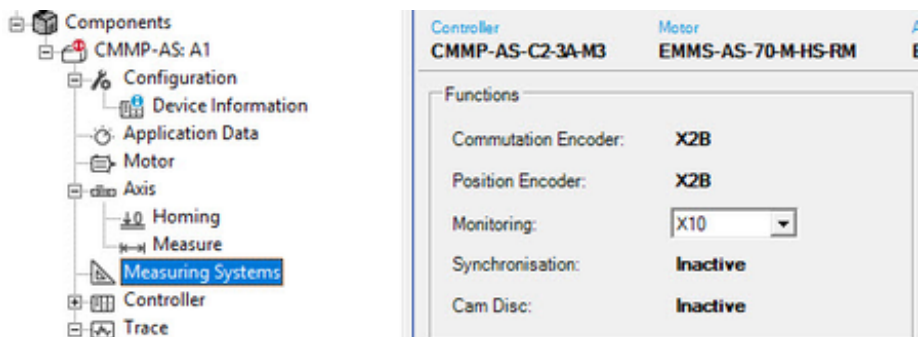 Components
CMMP-AS: A1
Configuration
Device Information
Application Data
Motor
Axis
Homing
Measure
Measuring Systems
Controller
Trace
Controller Motor
CMMP-AS-C2-3A-M3 EMMS-AS-70-M-HS-RM
Functions
Commutation Encoder: X2B
Position Encoder: X2B
Monitoring: X10
Synchronisation: Inactive
Cam Disc: Inactive